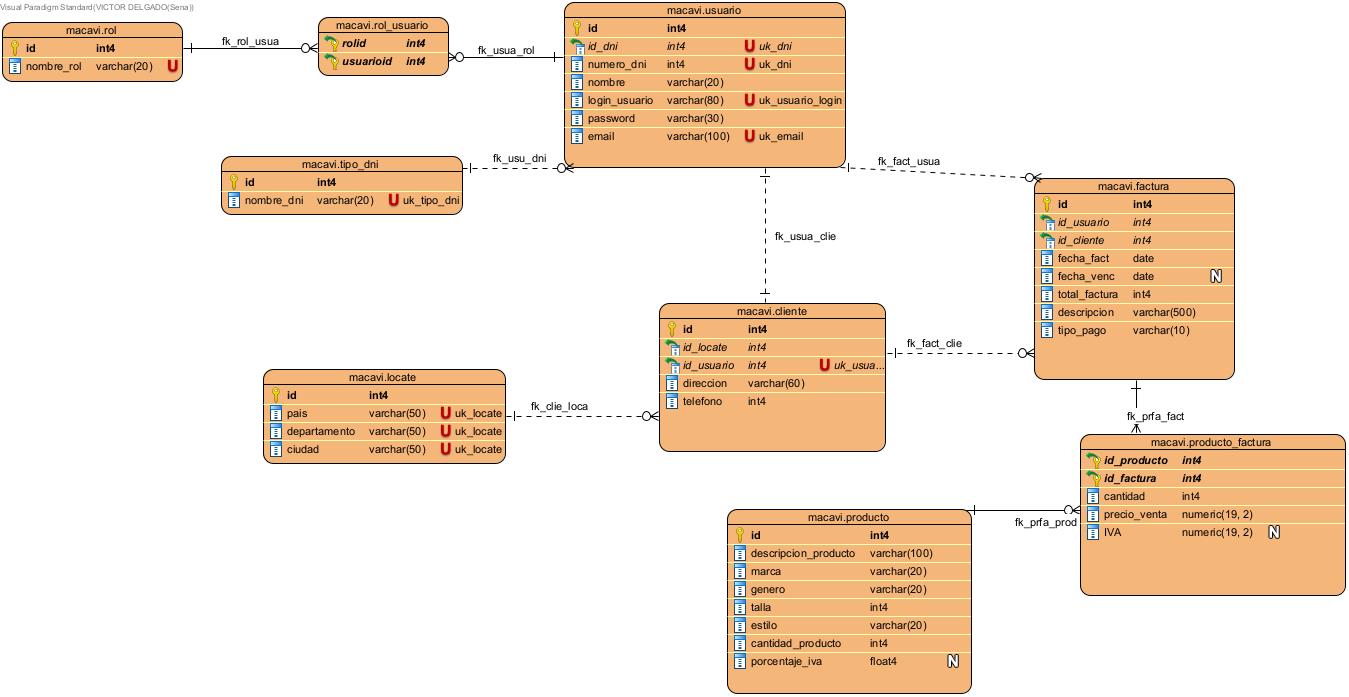 Visual Paradigm Standard(VICTOR DELGADO(Sena))
macavi.rol
id int4
nombre_rol varchar(20) U
fk_rol_usua
macavi.rol_usuario
rolid int4
usuarioid int4
fk_usua_rol
macavi.usuario
id int4
id_dni int4 U uk_dni
numero_dni int4 U uk_dni
nombre varchar(20)
login_usuario varchar(80) U uk_usuario_login
password varchar(30)
email varchar(100) U uk_email
macavi.tipo_dni
id int4
nombre_dni varchar(20) U uk_tipo_dni
fk_usu_dni
fk_fact_usua
fk_usua_clie
macavi.factura
id int4
id_usuario int4
id_cliente int4
fecha_fact date
fecha_venc date N
total_factura int4
descripcion varchar(500)
tipo_pago varchar(10)
macavi.cliente
id int4
id_locate int4
id_usuario int4 U uk_usua...
direccion varchar(60)
telefono int4
fk_fact_clie
macavi.locate
id int4
pais varchar(50) U uk_locate
departamento varchar(50) U uk_locate
ciudad varchar(50) U uk_locate
fk_clie_loca
fk_prfa_fact
macavi.producto_factura
id_producto int4
id_factura int4
cantidad int4
precio_venta numeric(19, 2)
IVA numeric(19, 2) N
fk_prfa_prod
macavi.producto
id int4
descripcion_producto varchar(100)
marca varchar(20)
genero varchar(20)
talla int4
estilo varchar(20)
cantidad_producto int4
porcentaje_iva float4 N